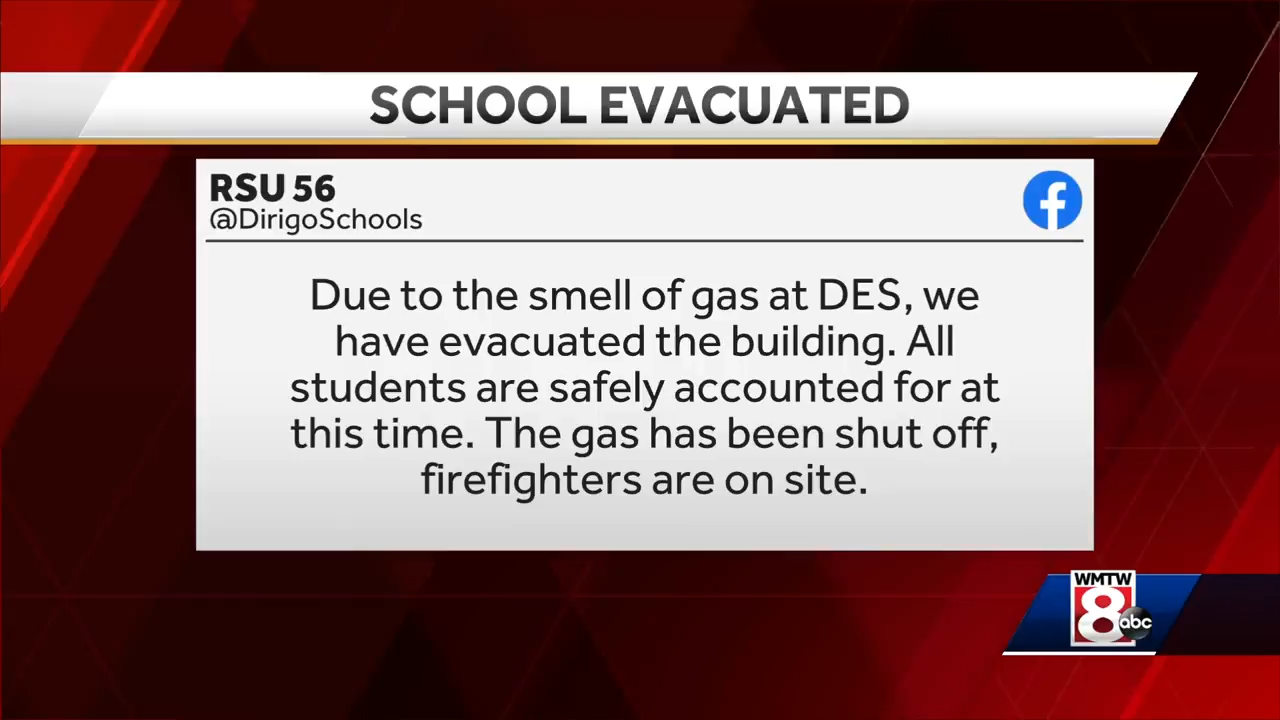 SCHOOL EVACUATED
RSU 56
@DirigoSchools
Due to the smell of gas at DES, we
have evacuated the building. All
students are safely accounted for at
this time. The gas has been shut off,
firefighters are on site.
WMTW
8
abc